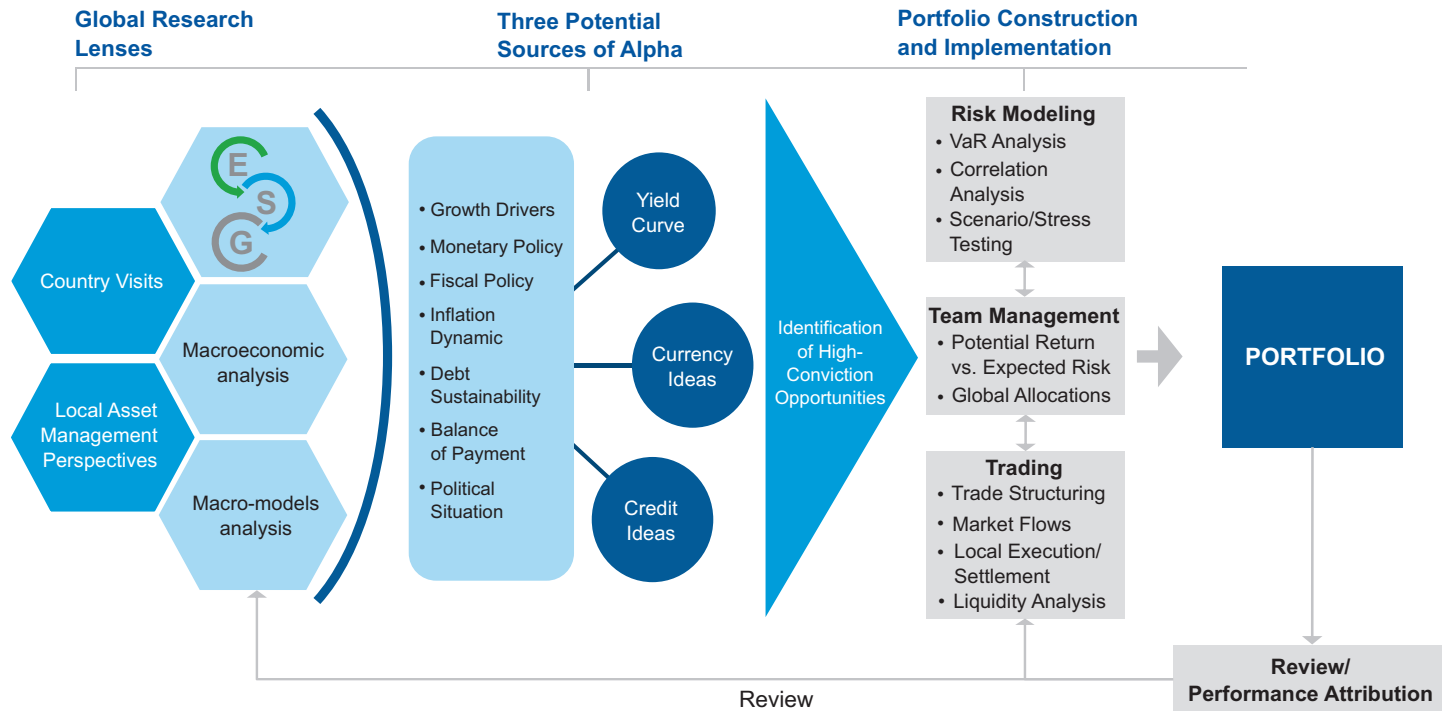 Global Research
Lenses
Three Potential
Sources of Alpha
Portfolio Construction
and Implementation
E
S
G
Country Visits
Macroeconomic
analysis
Local Asset
Management
Perspectives
Macro-models
analysis
• Growth Drivers
• Monetary Policy
• Fiscal Policy
• Inflation
Dynamic
• Debt
Sustainability
• Balance
of Payment
• Political
Situation
Yield
Curve
Currency
Ideas
Credit
Ideas
Identification
of High-
Conviction
Opportunities
Risk Modeling
• VaR Analysis
• Correlation
Analysis
• Scenario/Stress
Testing
Team Management
• Potential Return
vs. Expected Risk
• Global Allocations
Trading
• Trade Structuring
• Market Flows
• Local Execution/
Settlement
• Liquidity Analysis
PORTFOLIO
Review/
Performance Attribution
Review